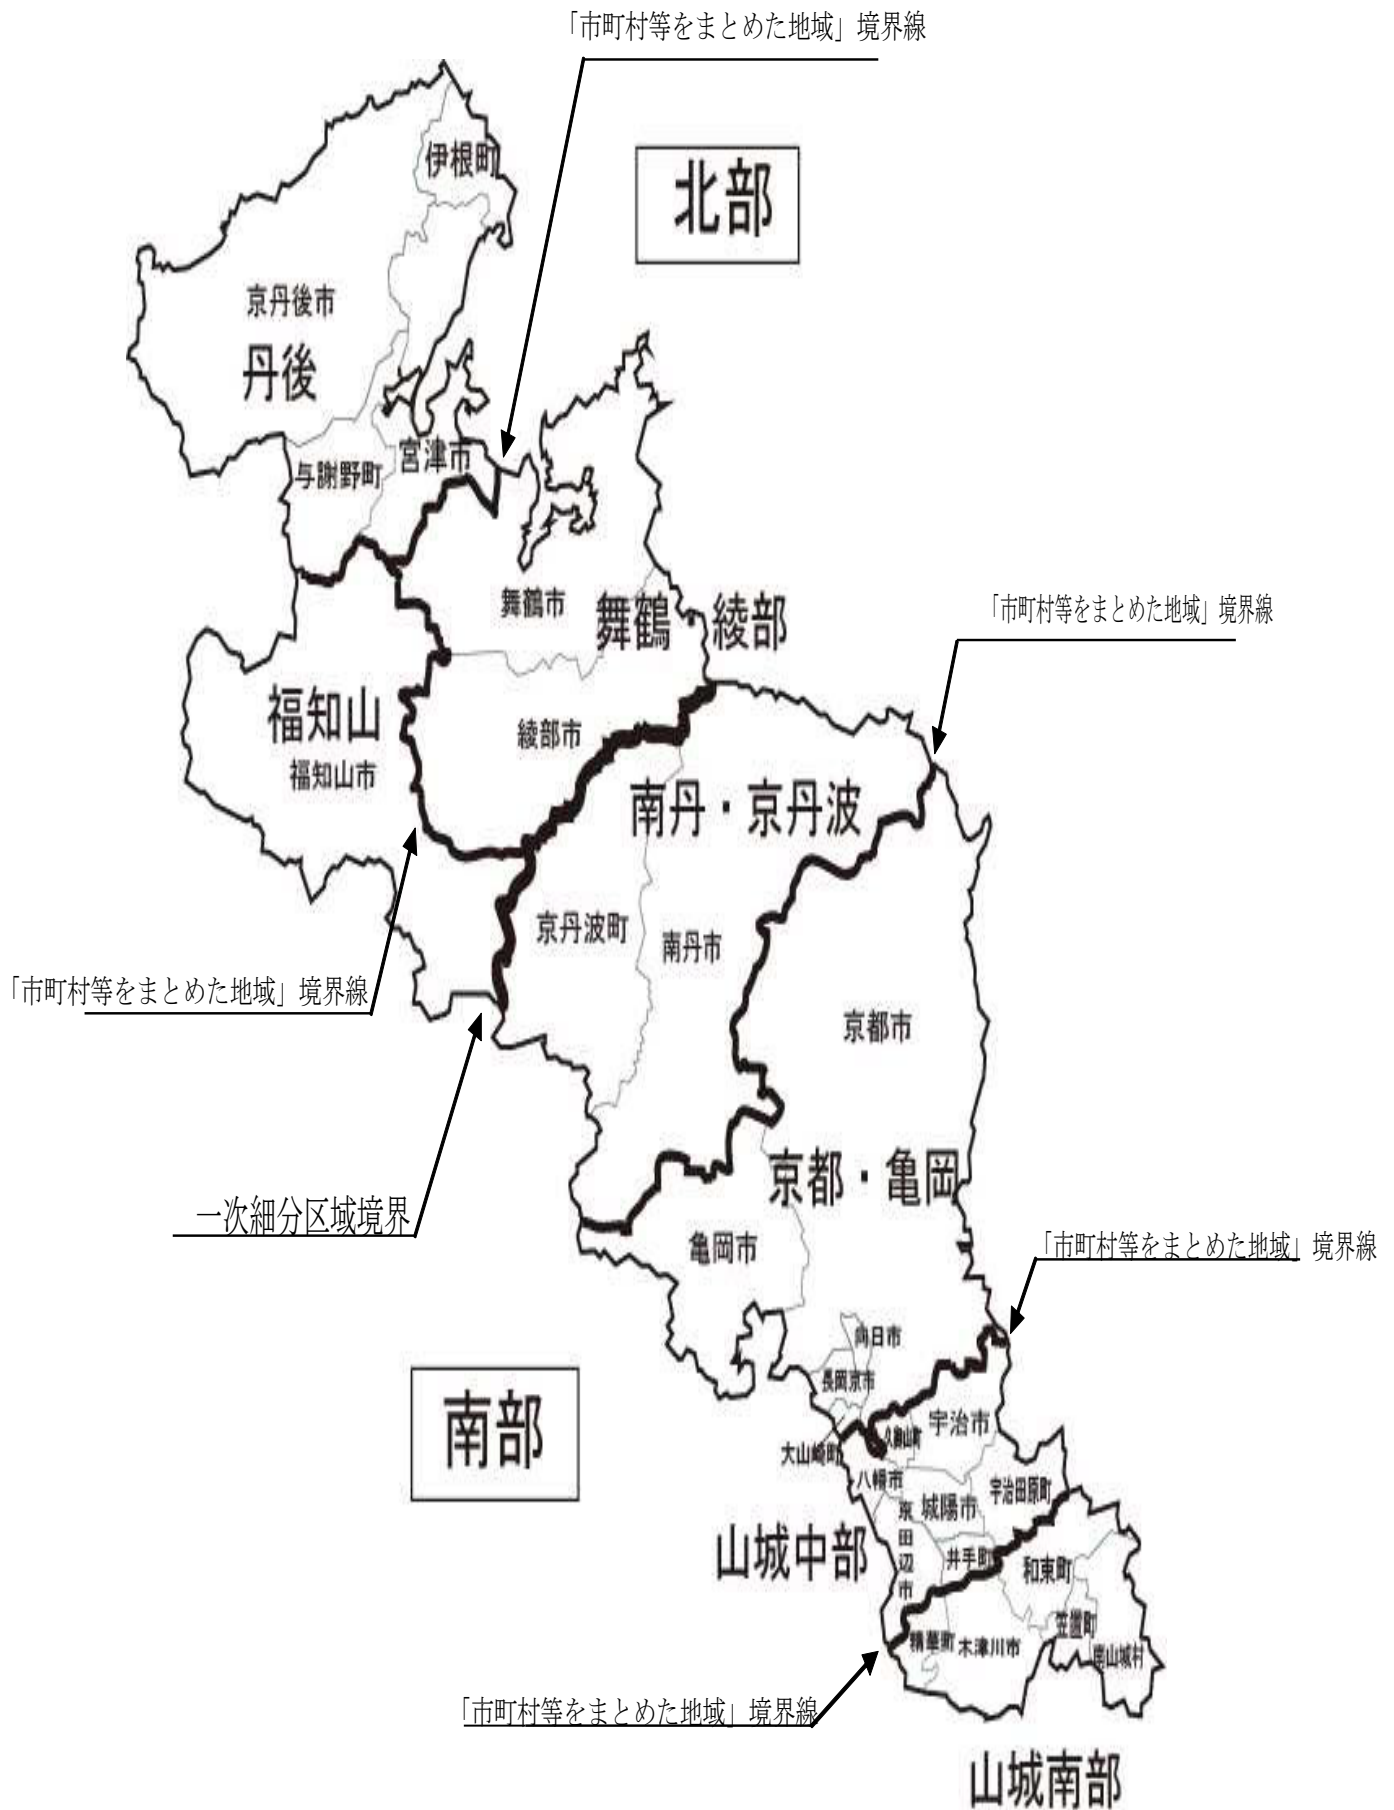 「市町村等をまとめた地域」境界線
北部
伊根町
京丹後市
丹後
宮津市
与謝野町
舞鶴市
舞鶴 綾部
「市町村等をまとめた地域」境界線
福知山
福知山市
綾部市
南丹・京丹波
京丹波町
南丹市
「市町村等をまとめた地域」境界線
京都市
京都・亀岡
一次細分区域境界
亀岡市
「市町村等をまとめた地域」境界線
向日市
長岡京市
南部
宇治市
久御山町
大山崎町
八幡市
宇治田原町
城陽市
京田辺市
山城中部
井手町
和束町
笠置町
精華町
木津川市
南山城村
「市町村等をまとめた地域」境界線
山城南部